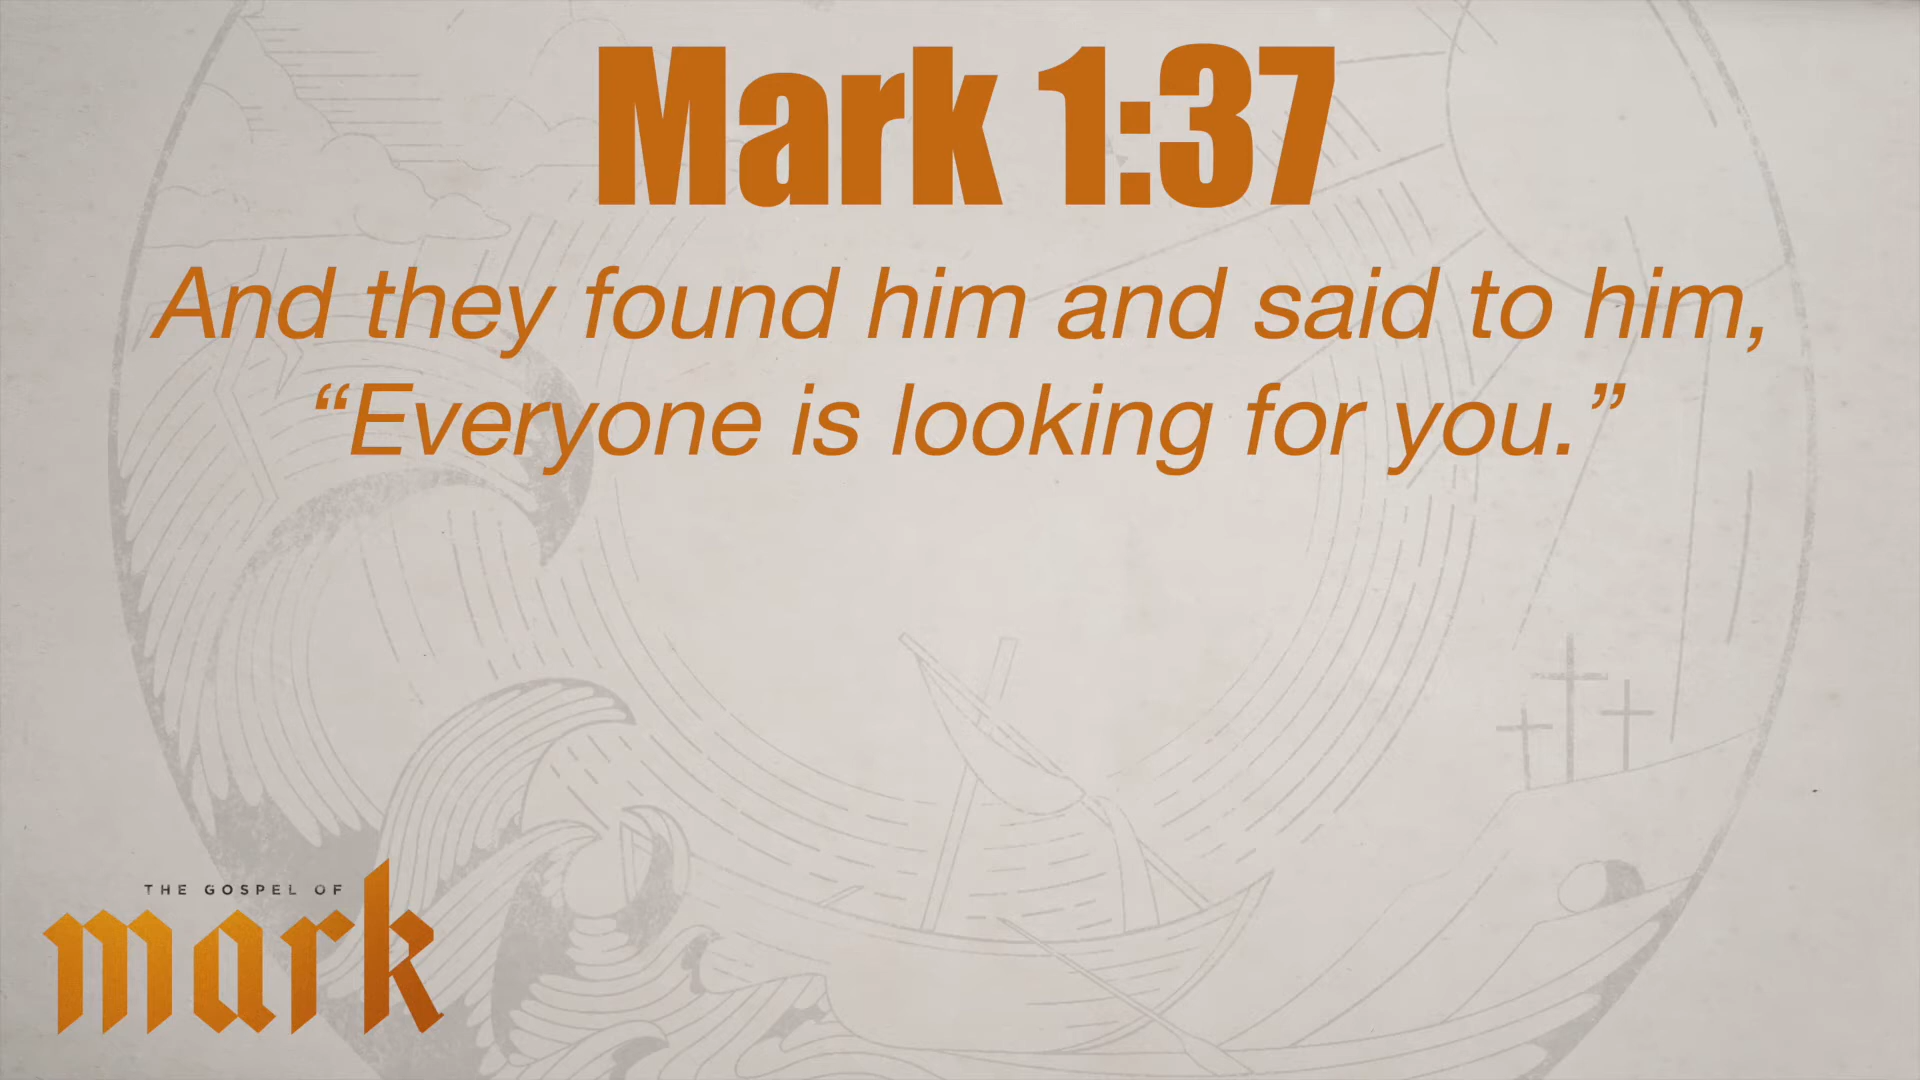 Mark 1:37
And they found him and said to him,
“Everyone is looking for you.”
THE GOSPEL OF
mark